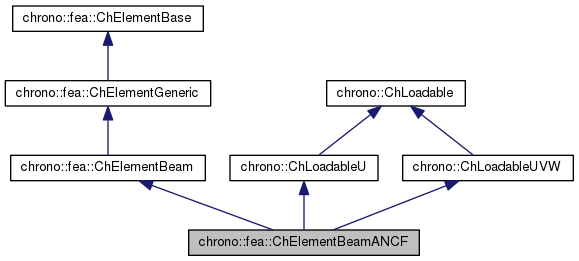 chrono::fea::ChElementBase
chrono::fea::ChElementGeneric
chrono::ChLoadable
chrono::fea::ChElementBeam
chrono::ChLoadableU
chrono::ChLoadableUVW
chrono::fea::ChElementBeamANCF